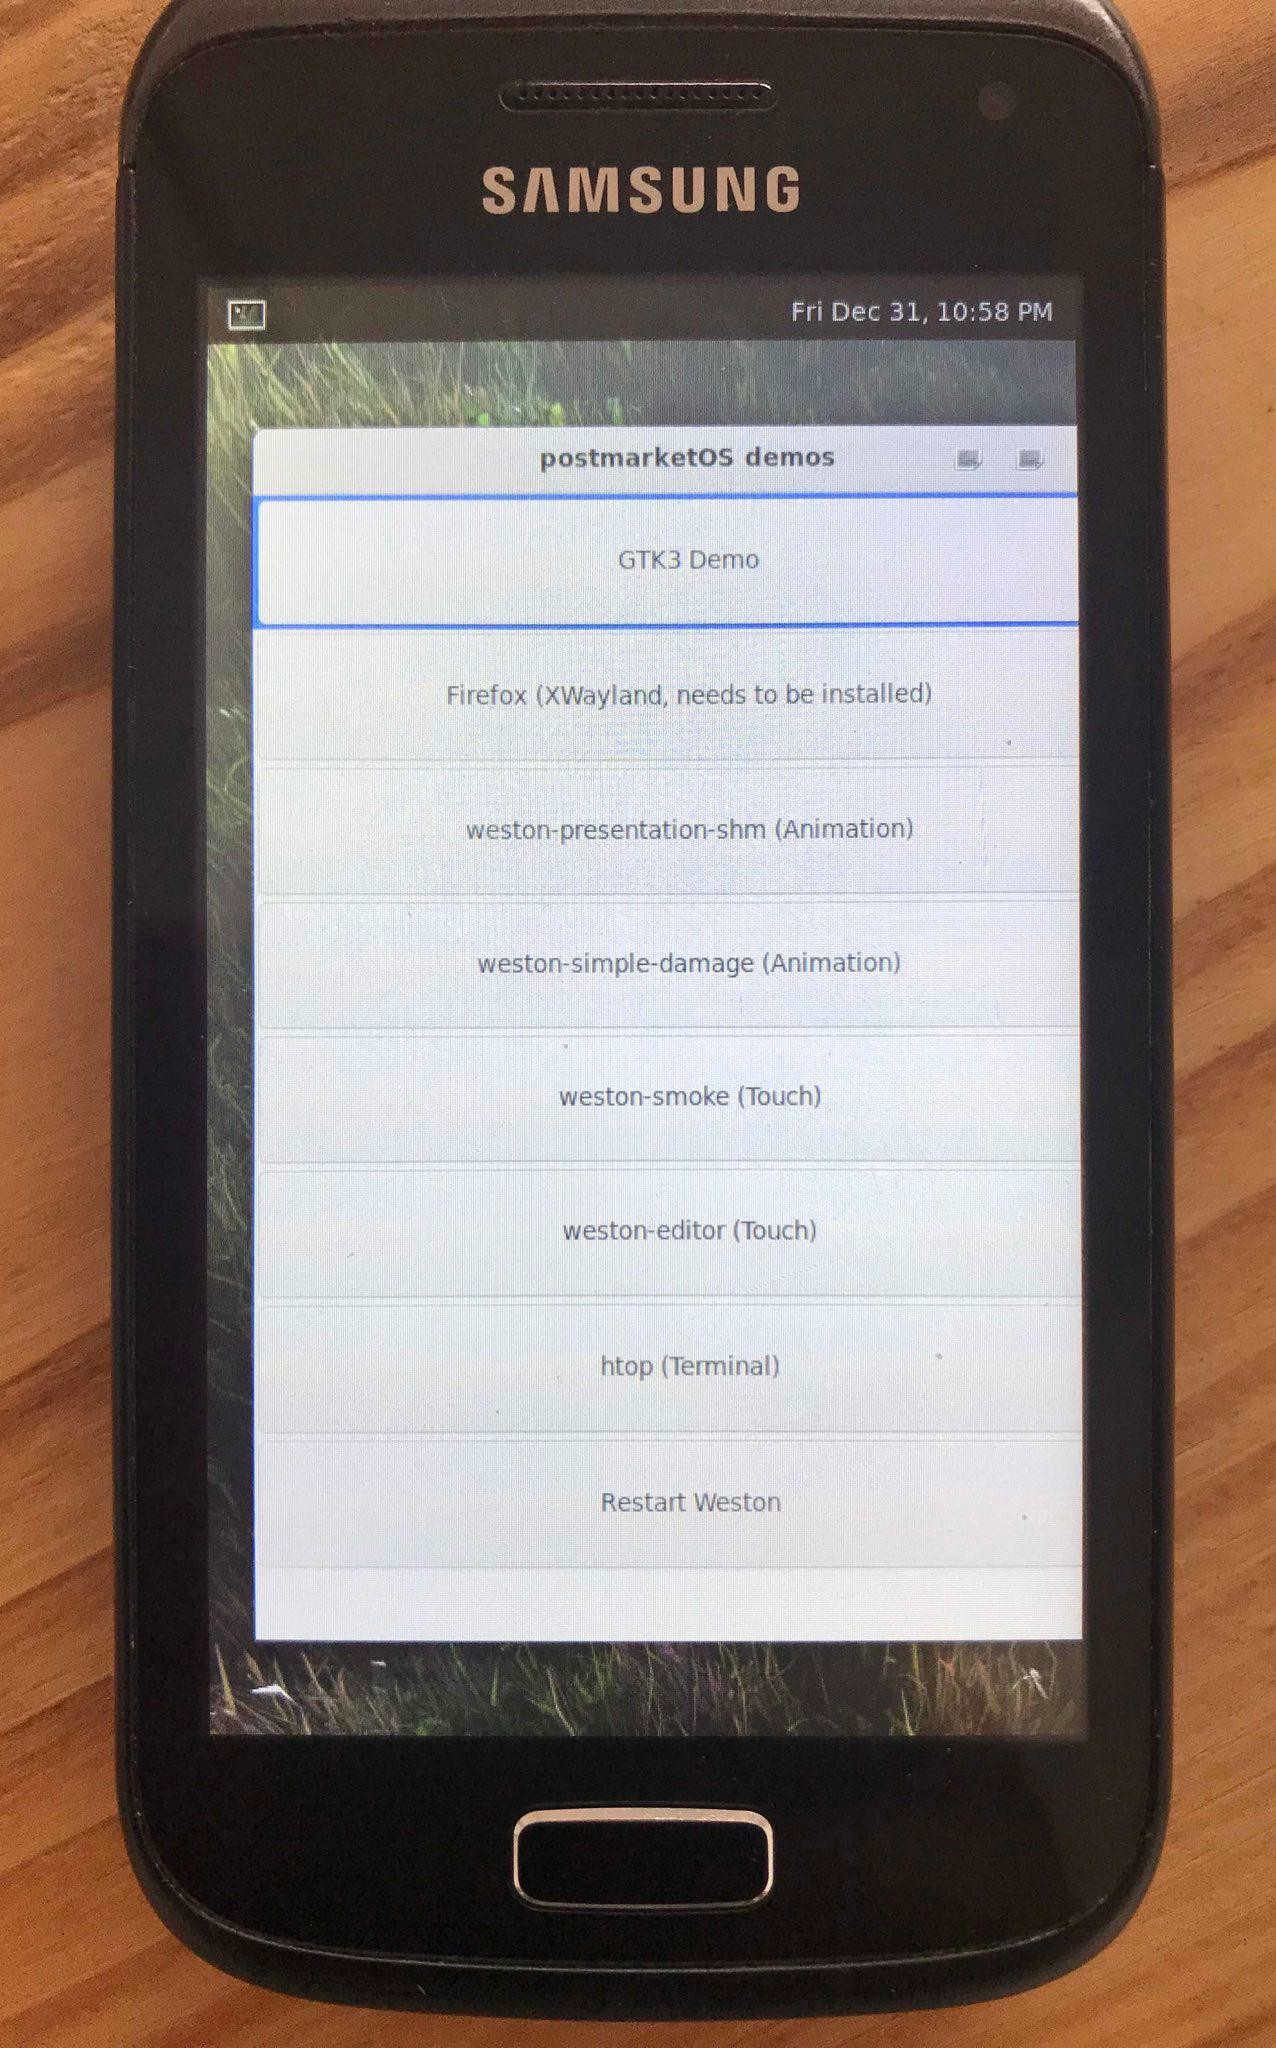 SAMSUNG
Fri Dec 31, 10:58 PM
postmarketOS demos
GTK3 Demo
Firefox (XWayland, needs to be installed)
weston-presentation-shm (Animation)
weston-simple-damage (Animation)
weston-smoke (Touch)
weston-editor (Touch)
htop (Terminal)
Restart Weston